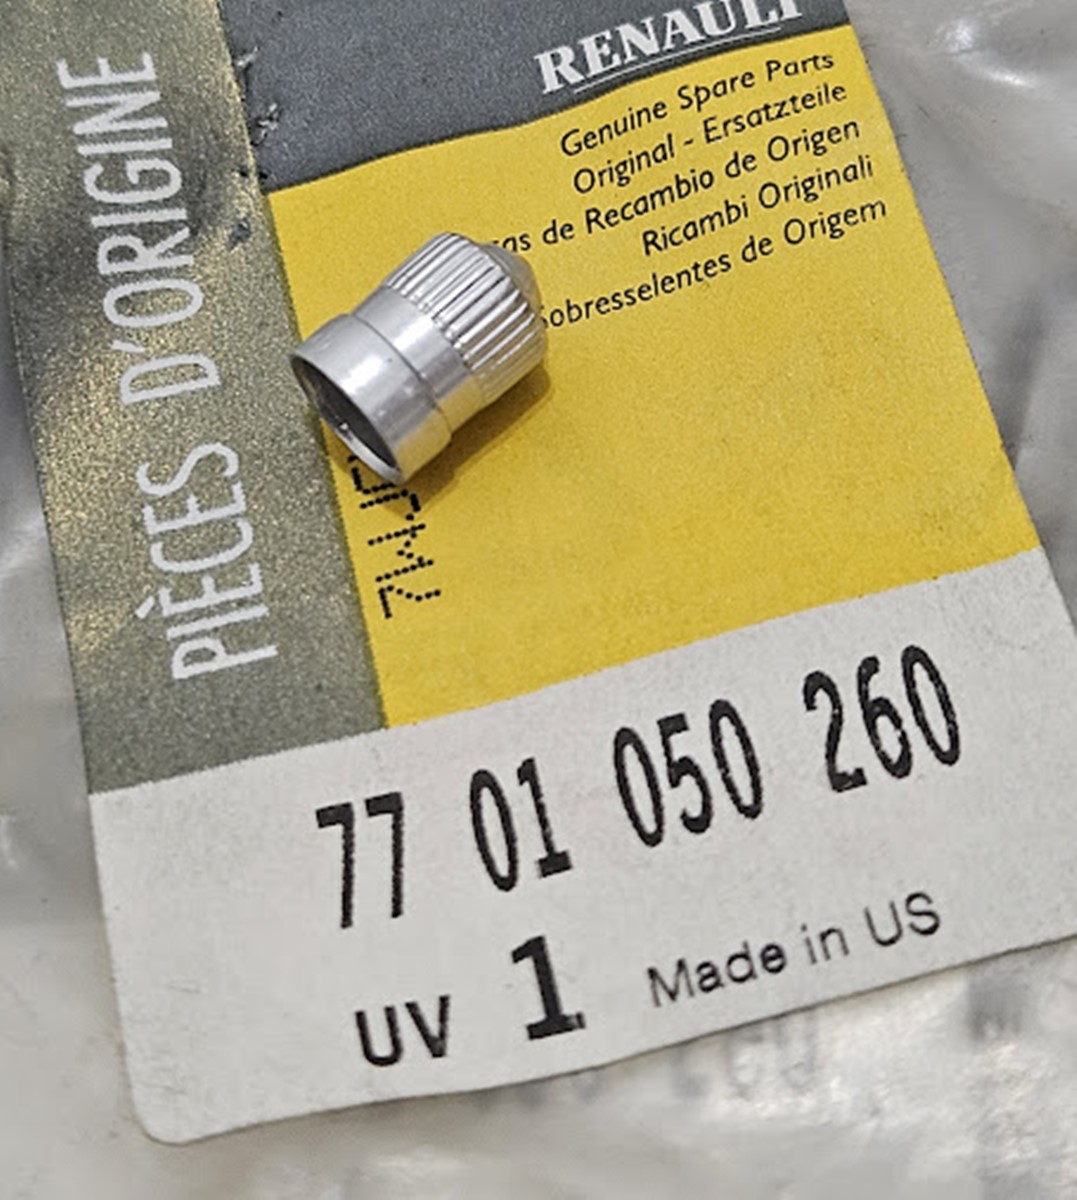 RENAULT
Genuine Spare Parts
Original - Ersatzteile
de Recambio de Origen
Ricambi Originali
de Origem
PIÈCES D'ORIGINE
77 01 050 260
UV 1 Made in US